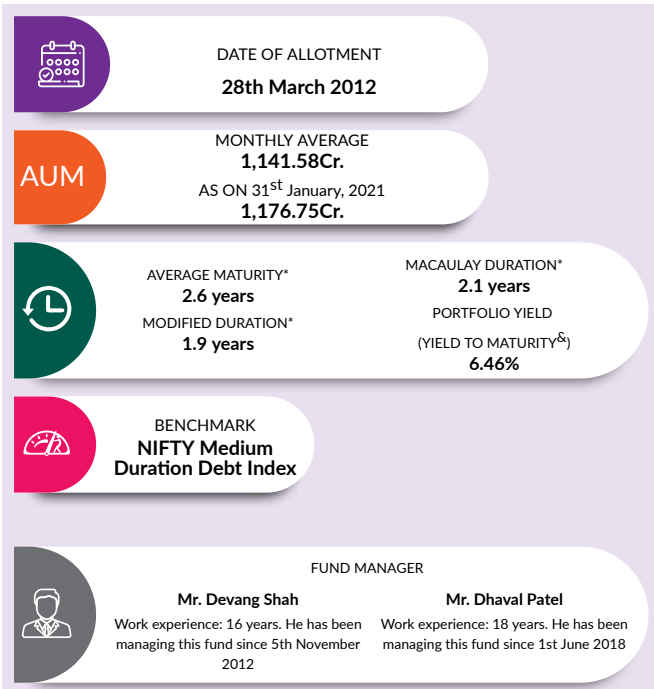 DATE OF ALLOTMENT
28th March 2012
AUM
MONTHLY AVERAGE
1,141.58Cr.
AS ON 31st January, 2021
1,176.75Cr.
AVERAGE MATURITY*
2.6 years
MODIFIED DURATION*
1.9 years
MACAULAY DURATION*
2.1 years
PORTFOLIO YIELD
(YIELD TO MATURITY&)
6.46%
BENCHMARK
NIFTY Medium
Duration Debt Index
FUND MANAGER
Mr. Devang Shah
Work experience: 16 years. He has been
managing this fund since 5th November
2012
Mr. Dhaval Patel
Work experience: 18 years. He has been
managing this fund since 1st June 2018